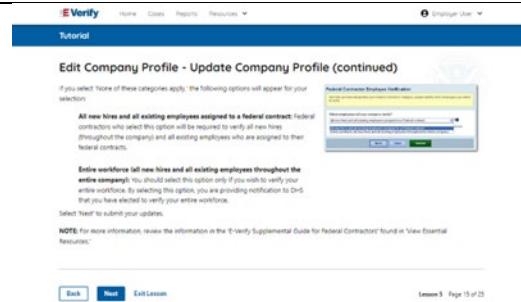 E-Verify Home Cases Reports Resources Employer User
Tutorial
Edit Company Profile - Update Company Profile (continued)
If you select 'None of these categories apply,' the following options will appear for your
selection:
All new hires and all existing employees assigned to a federal contract: Federal
contractors who select this option will be required to verify all new hires
(throughout the company) and all existing employees who are assigned to their
federal contracts.
Entire workforce (all new hires and all existing employees throughout the
entire company): You should select this option only if you wish to verify your
entire workforce. By selecting this option, you are providing notification to DHS
that you have elected to verify your entire workforce.
Select 'Next' to submit your updates.
NOTE: For more information, review the information in the 'E-Verify Supplemental Guide for
Federal Contractors' found in 'View Essential
Resources.'
Federal Contractor Employee Verification
Back Next Exit Lesson Lesson 5 Page 15 of 25